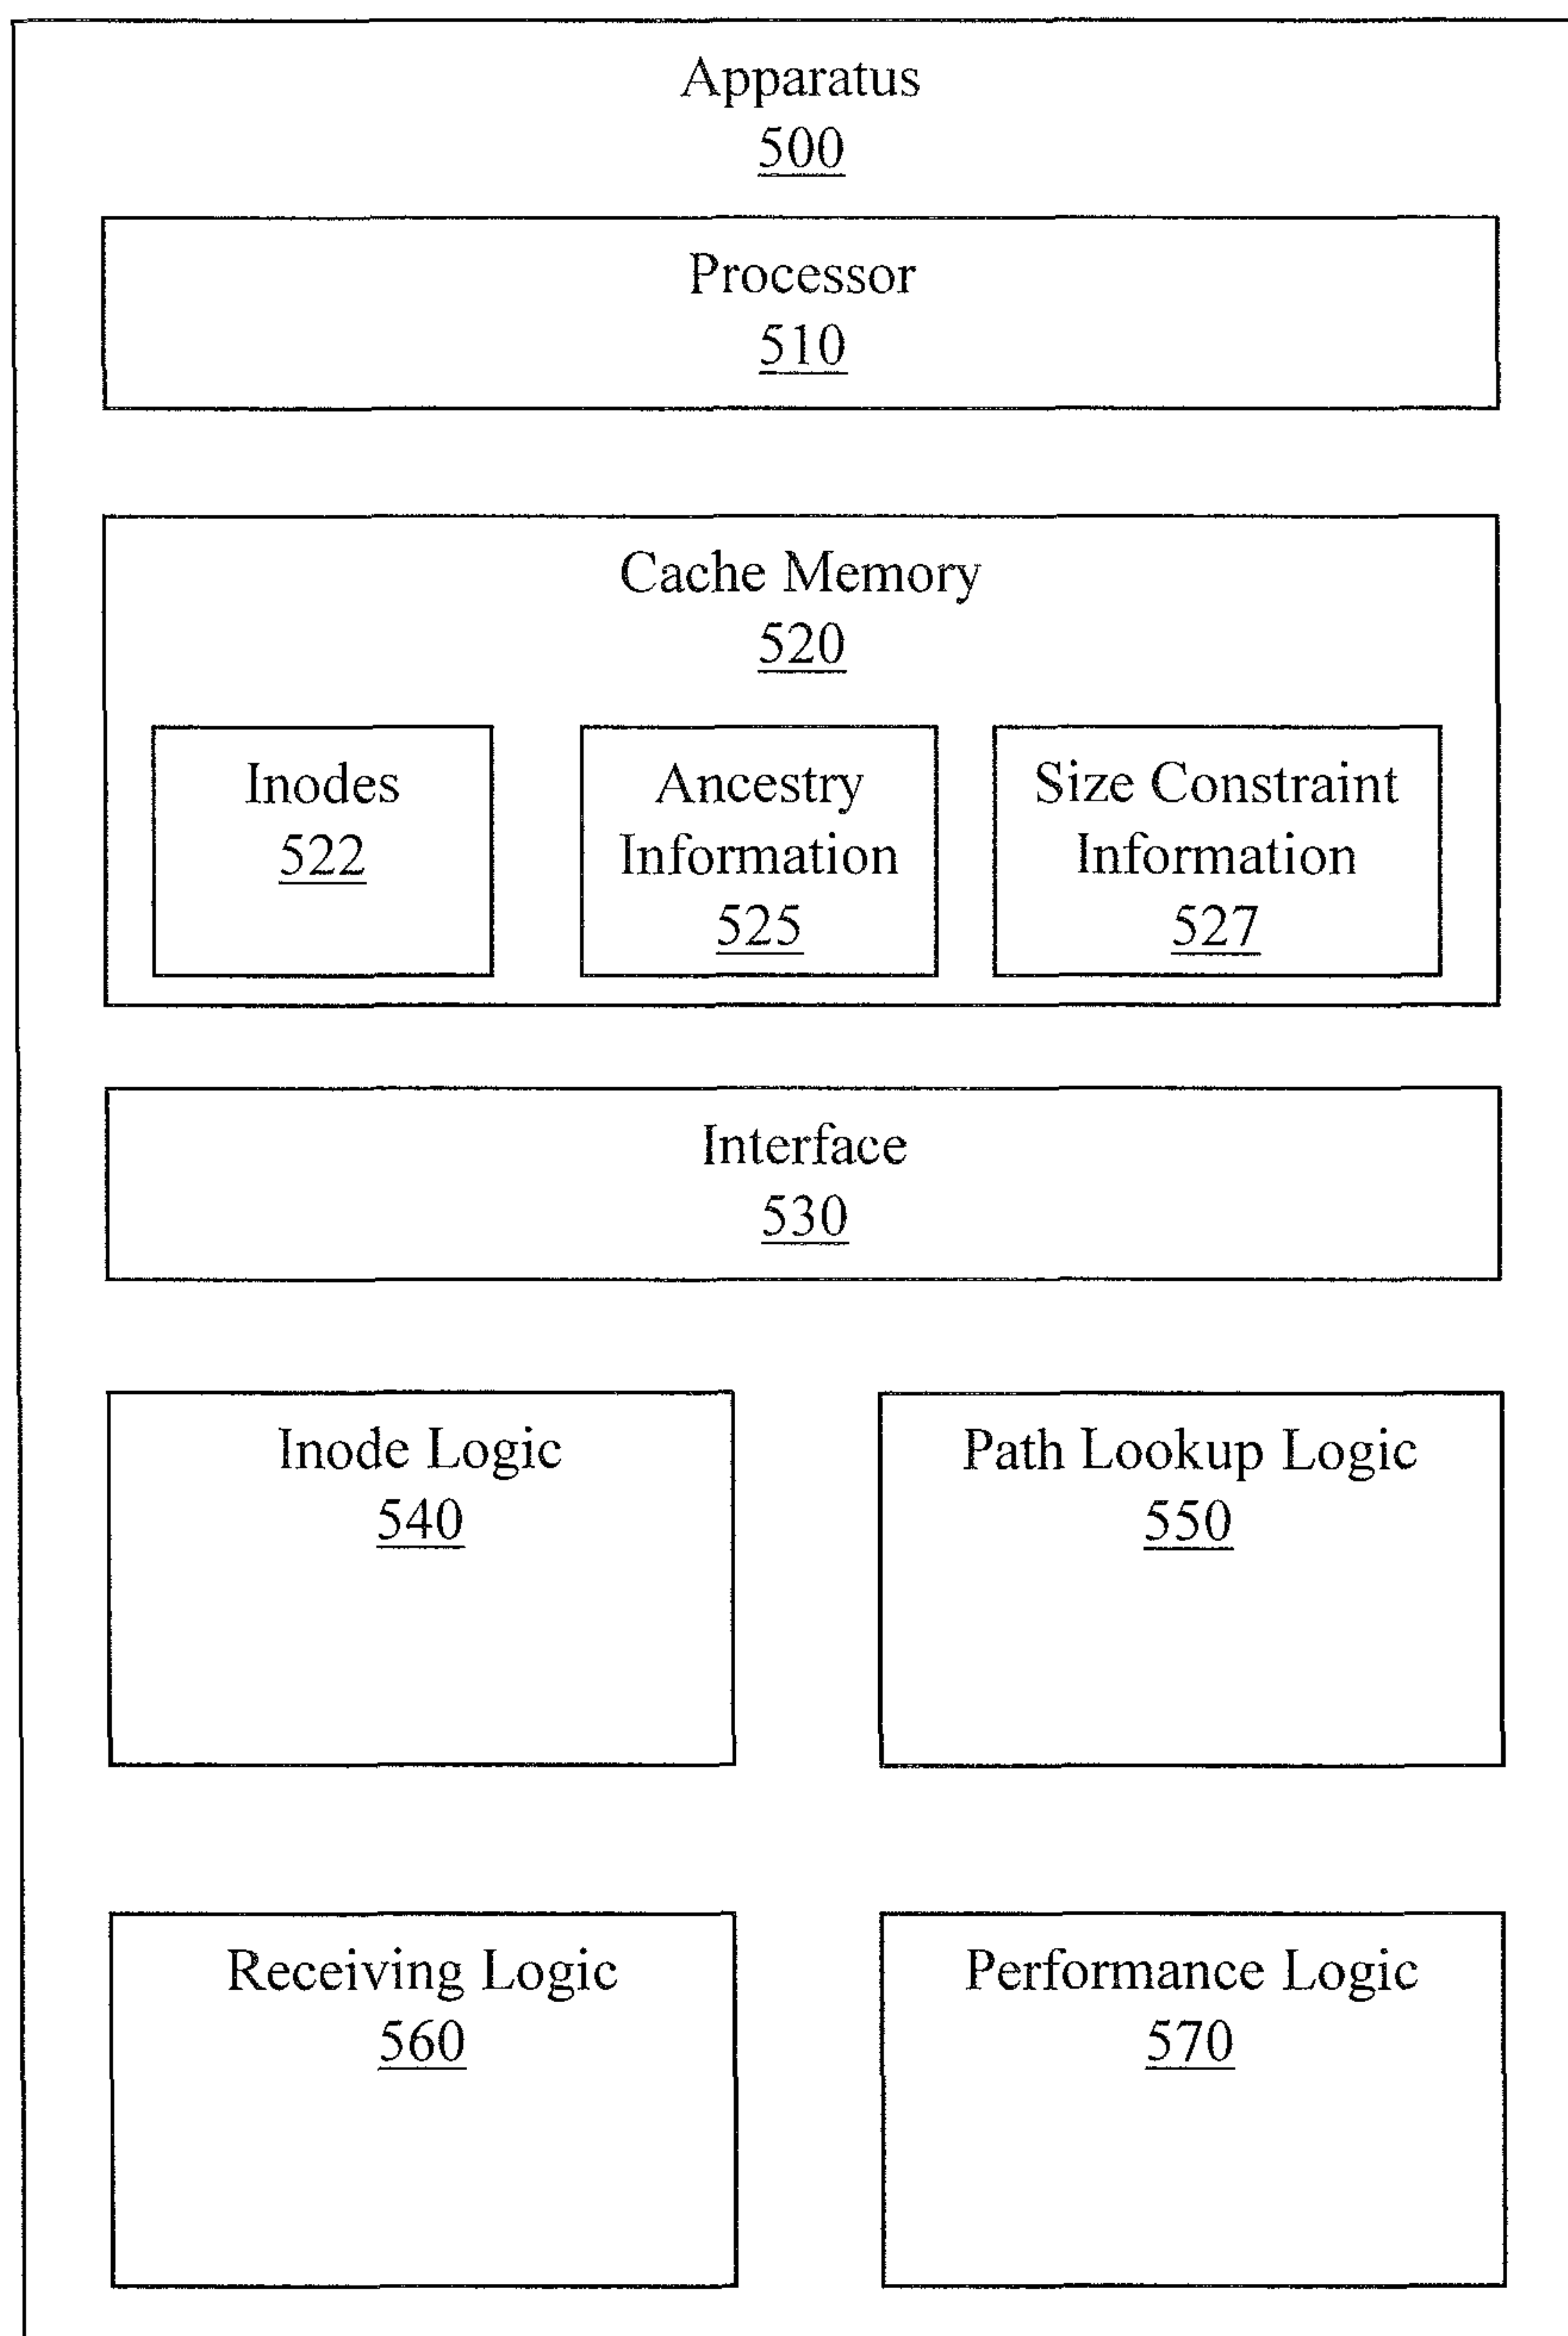 Apparatus
500
Processor
510
Cache Memory
520
Inodes
522
Ancestry
Information
525
Size Constraint
Information
527
Interface
530
Inode Logic
540
Path Lookup Logic
550
Receiving Logic
560
Performance Logic
570